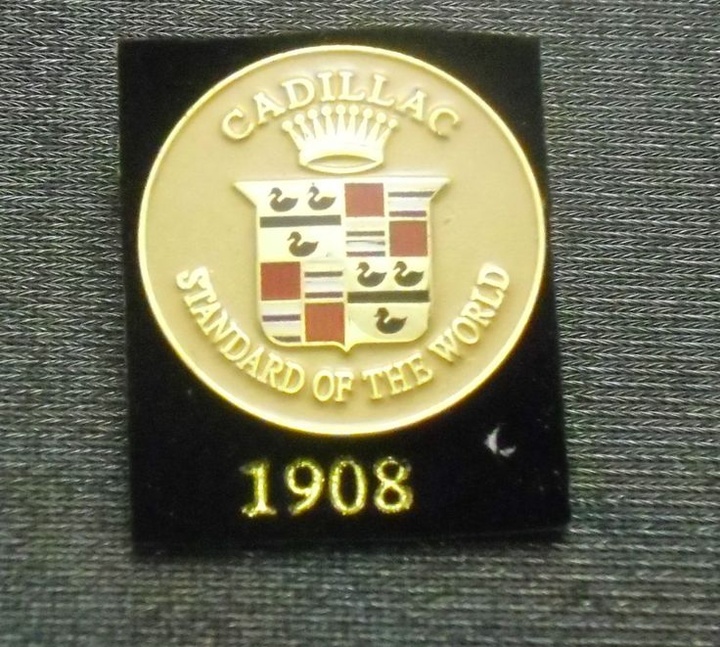 CADILLAC
STANDARD OF THE WORLD
1908